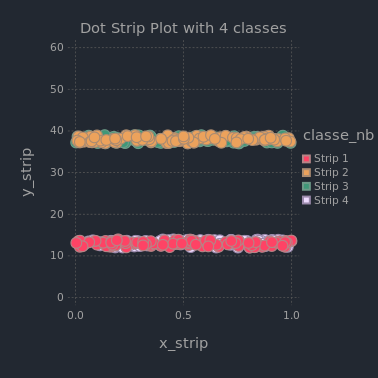 Dot Strip Plot with 4 classes
60
50
40
30
20
10
0
y_strip
0.0
0.5
1.0
x_strip
classe_nb
Strip 1
Strip 2
Strip 3
Strip 4